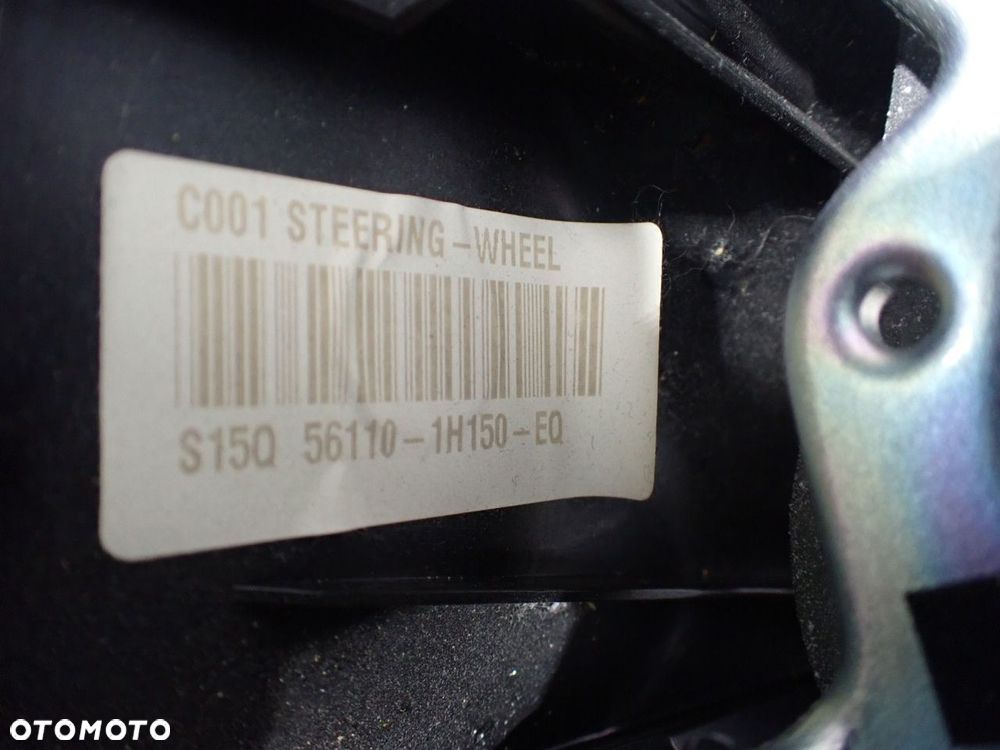 C001 STEERING-WHEEL
S15Q 56110-1H150-EQ
OTOMOTO